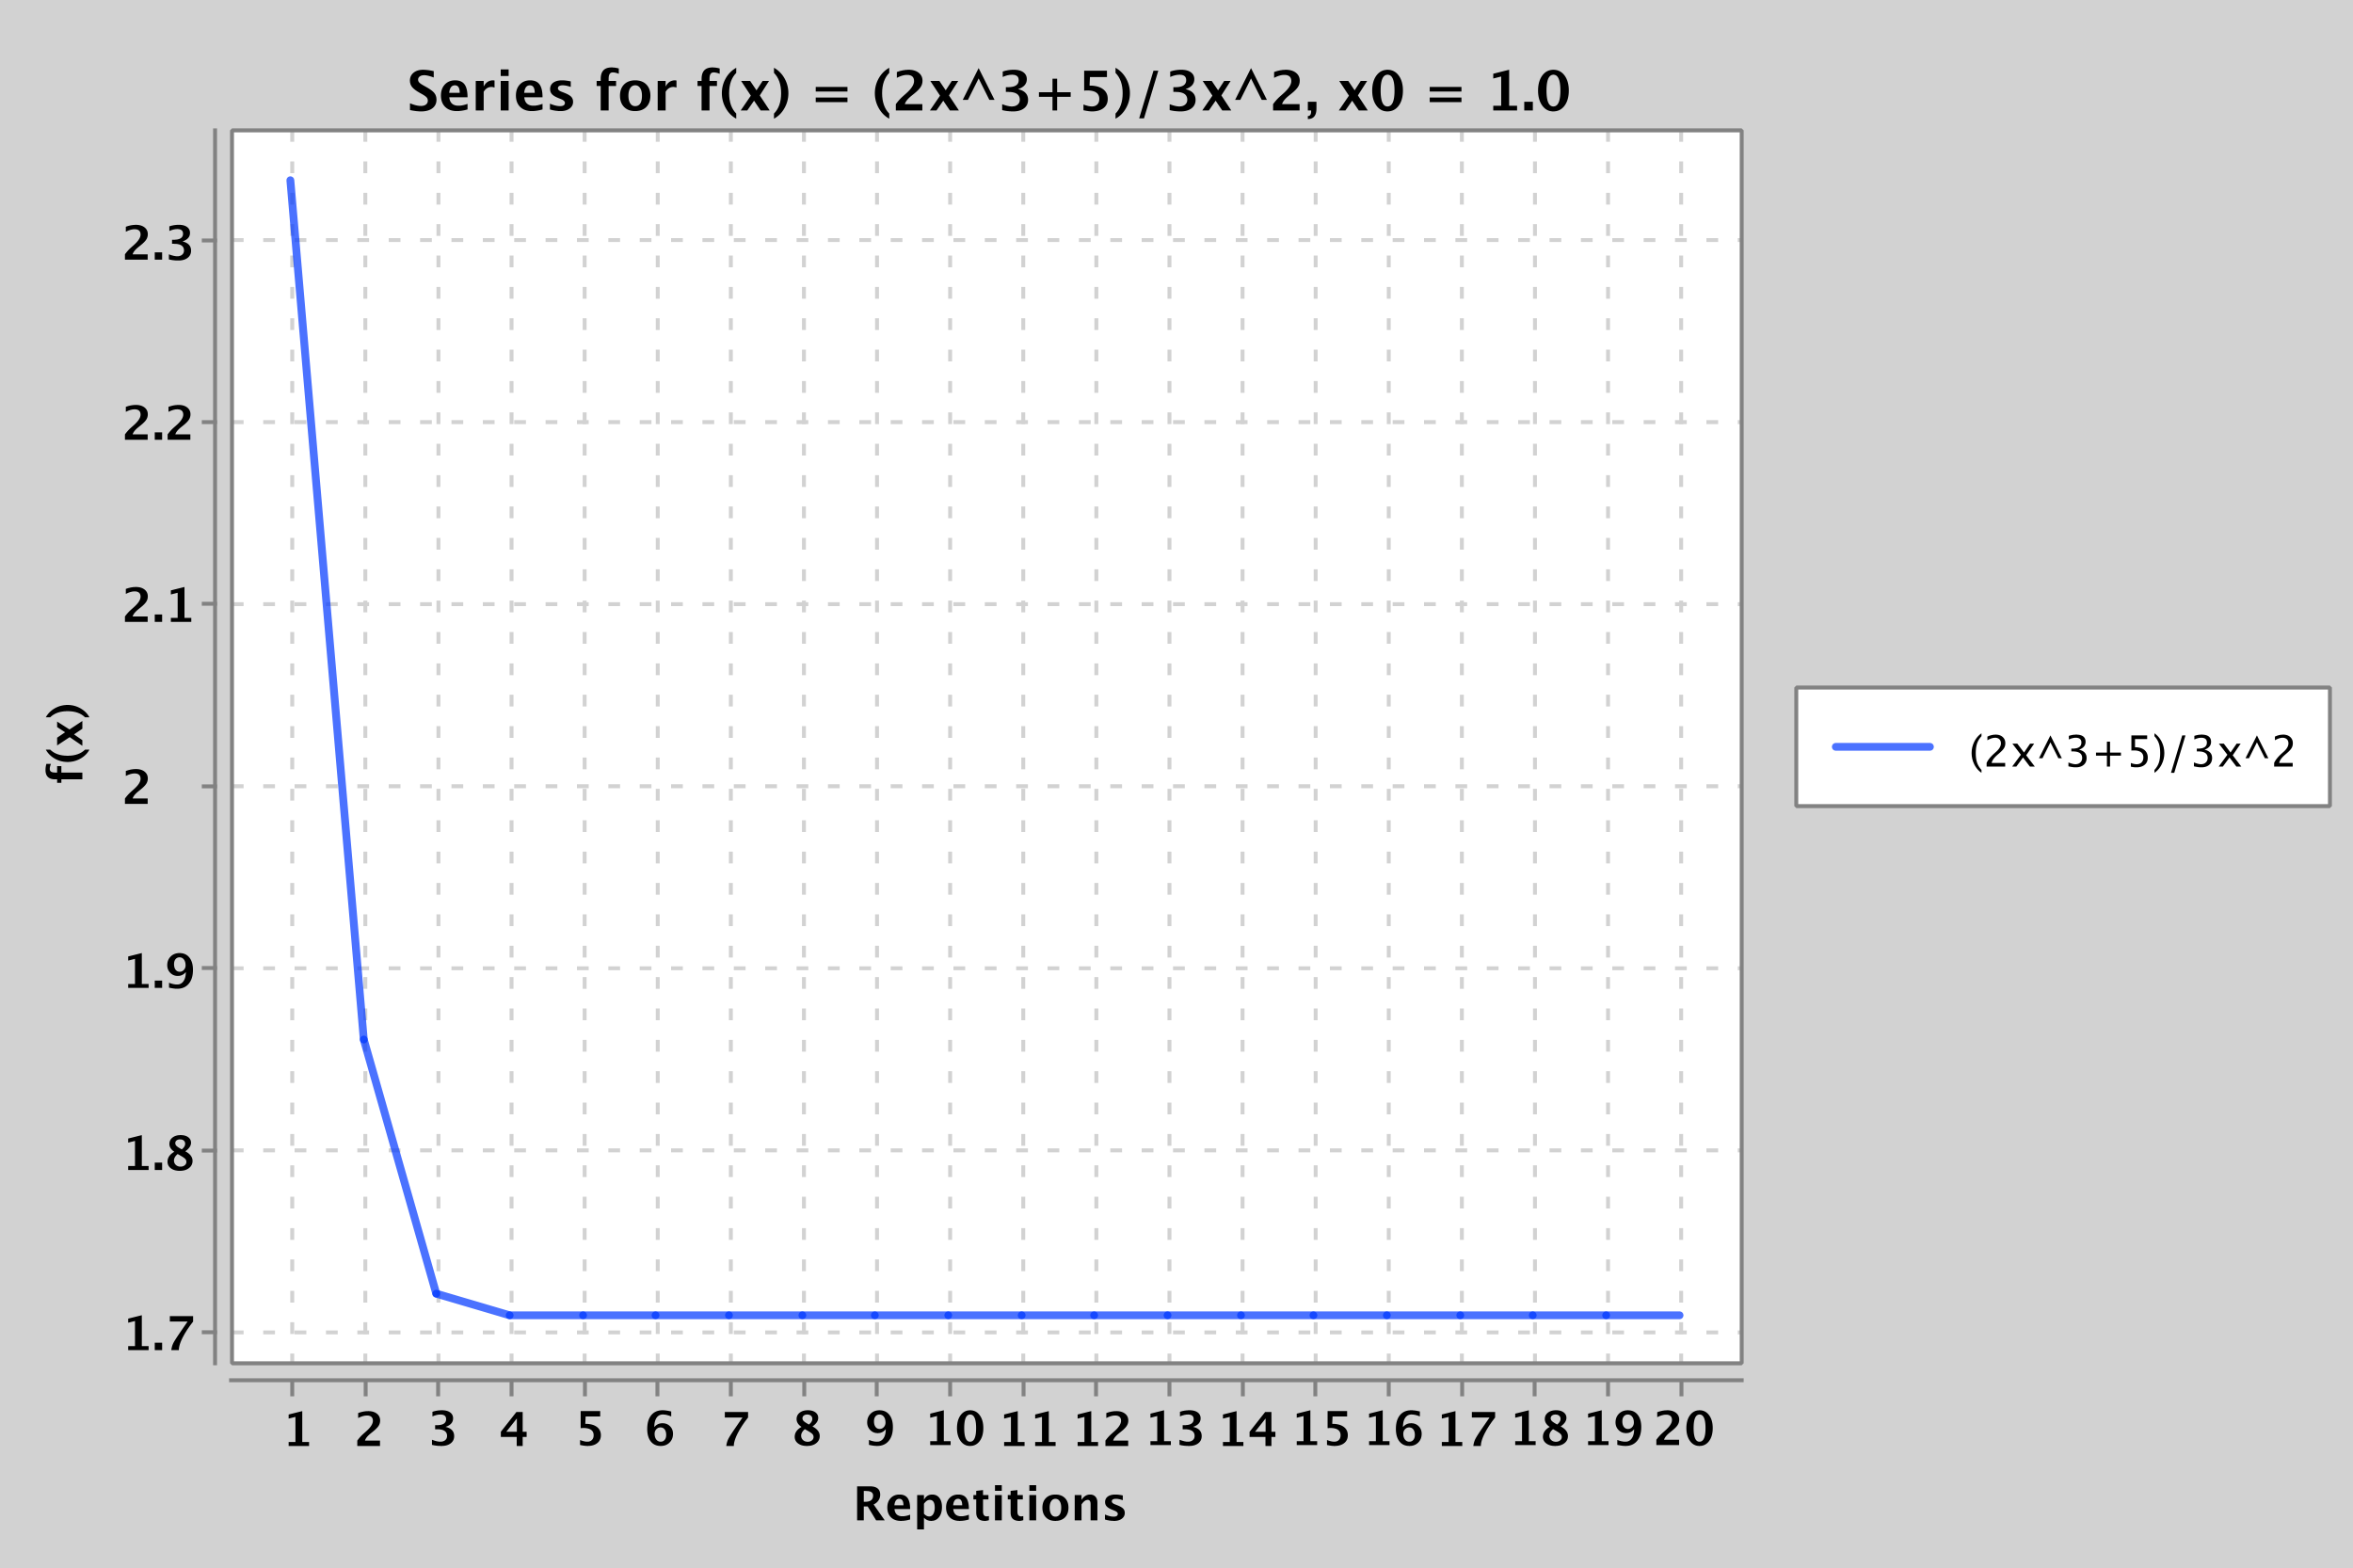 Series for f(x) = (2x^3+5)/3x^2, x0 = 1.0
2.3
2.2
2.1
2
1.9
1.8
1.7
f(x)
(2x^3+5)/3x^2
1 2 3 4 5 6 7 8 9 10 11 12 13 14 15 16 17 18 19 20
Repetitions